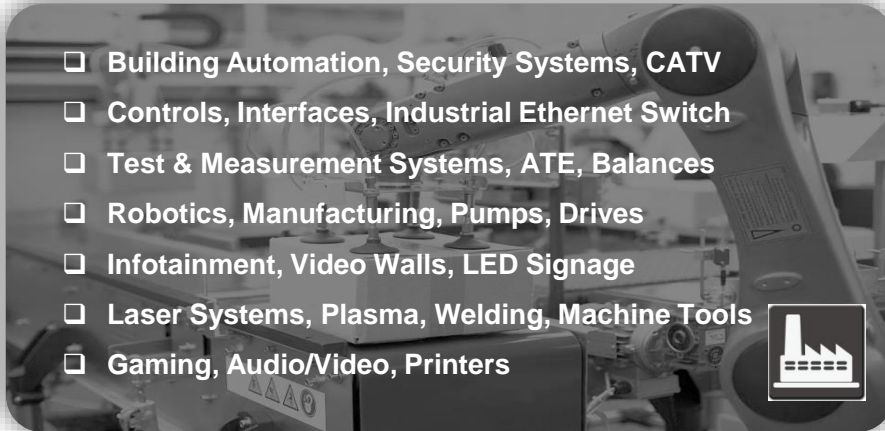 Building Automation, Security Systems, CATV
Controls, Interfaces, Industrial Ethernet Switch
Test & Measurement Systems, ATE, Balances
Robotics, Manufacturing, Pumps, Drives
Infotainment, Video Walls, LED Signage
Laser Systems, Plasma, Welding, Machine Tools
Gaming, Audio/Video, Printers